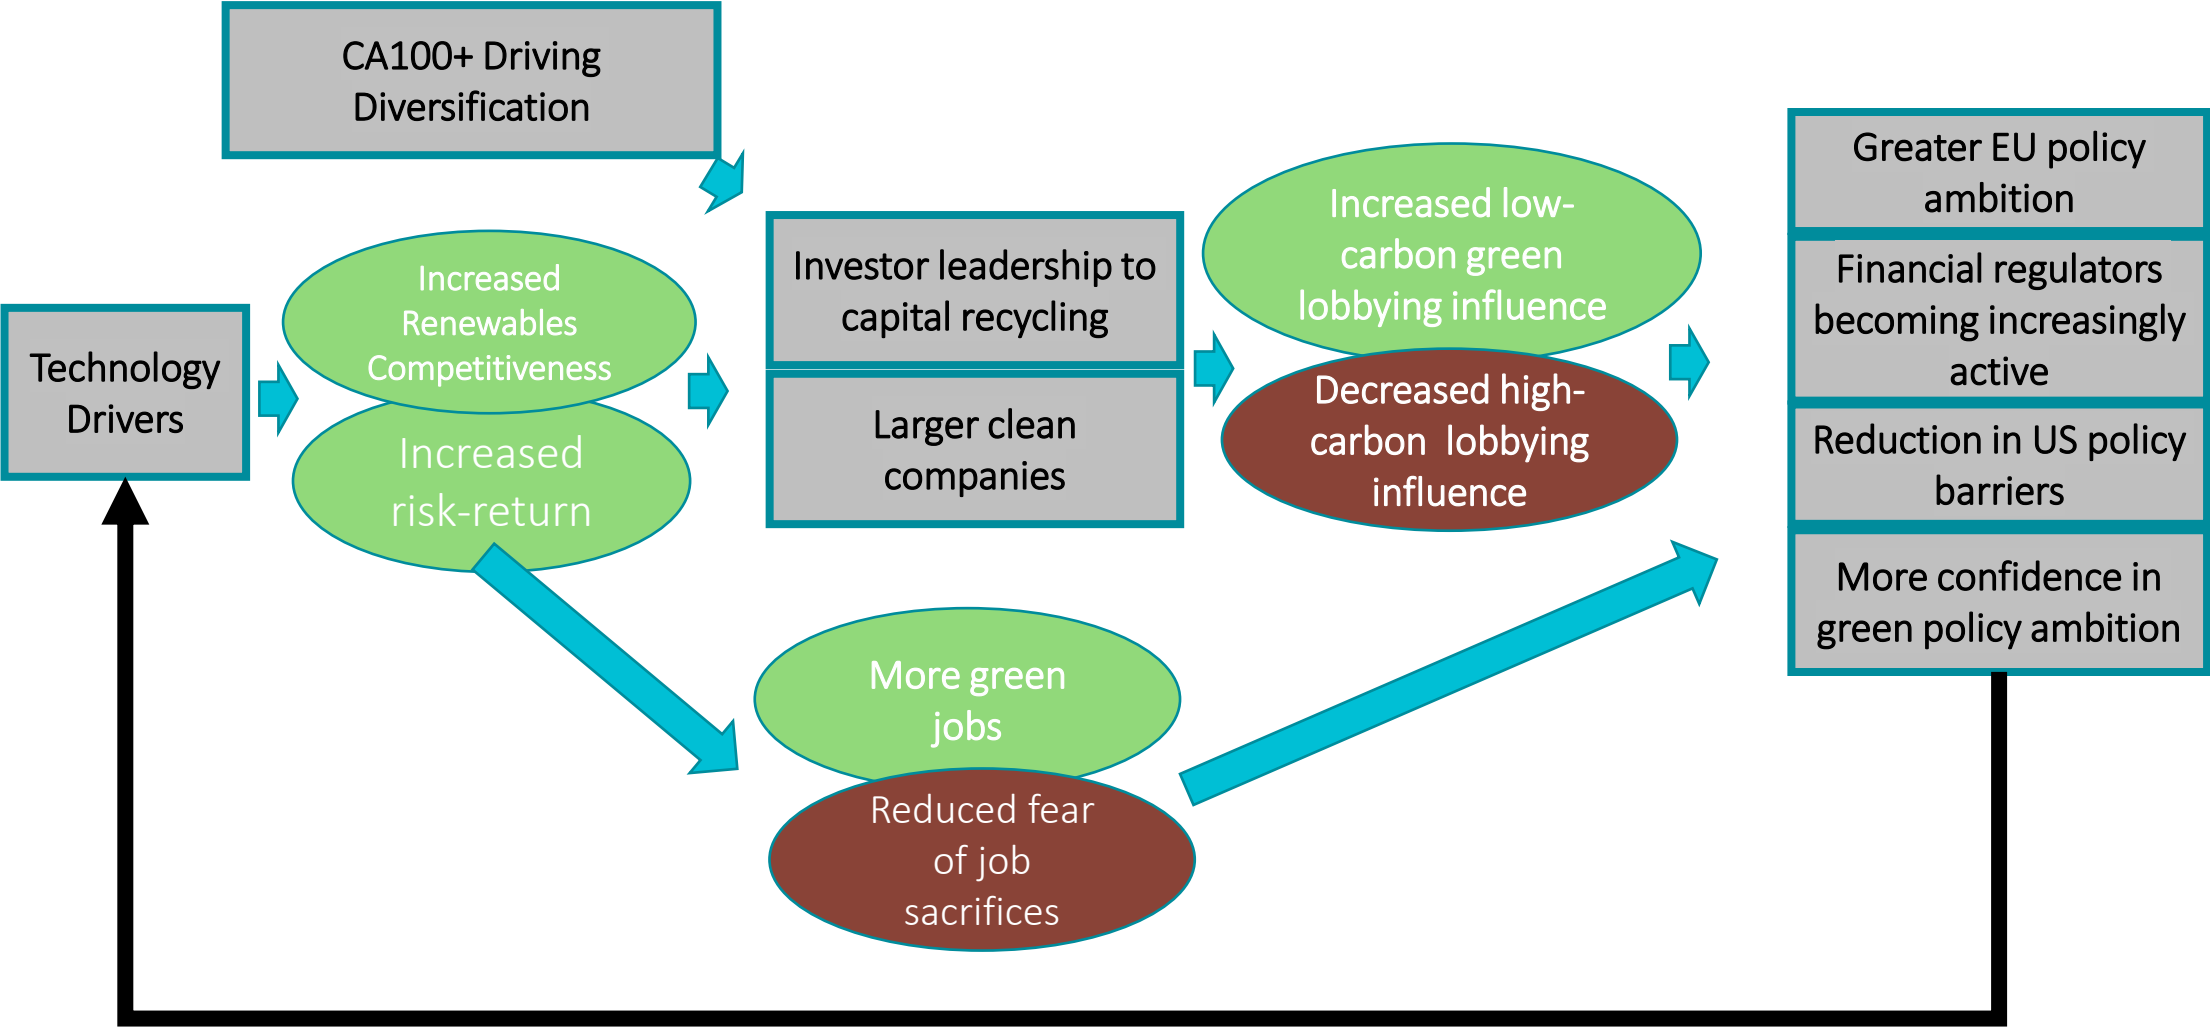 CA100+ Driving
Diversification
Technology
Drivers
Increased
Renewables
Competitiveness
Increased
risk-return
Investor leadership to
capital recycling
Larger clean
companies
Increased low-
carbon green
lobbying influence
Decreased high-
carbon lobbying
influence
More green
jobs
Reduced fear
of job
sacrifices
Greater EU policy
ambition
Financial regulators
becoming increasingly
active
Reduction in US policy
barriers
More confidence in
green policy ambition